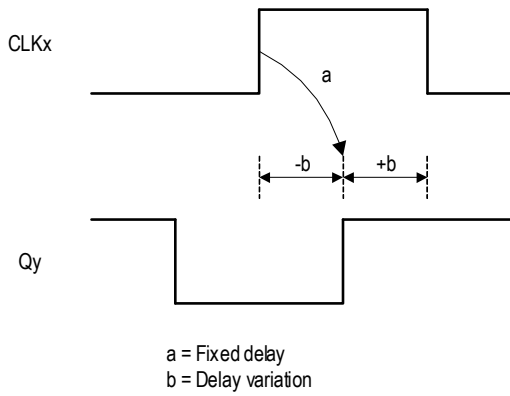 CLKx
a
-b +b
Qy
a = Fixed delay
b = Delay variation